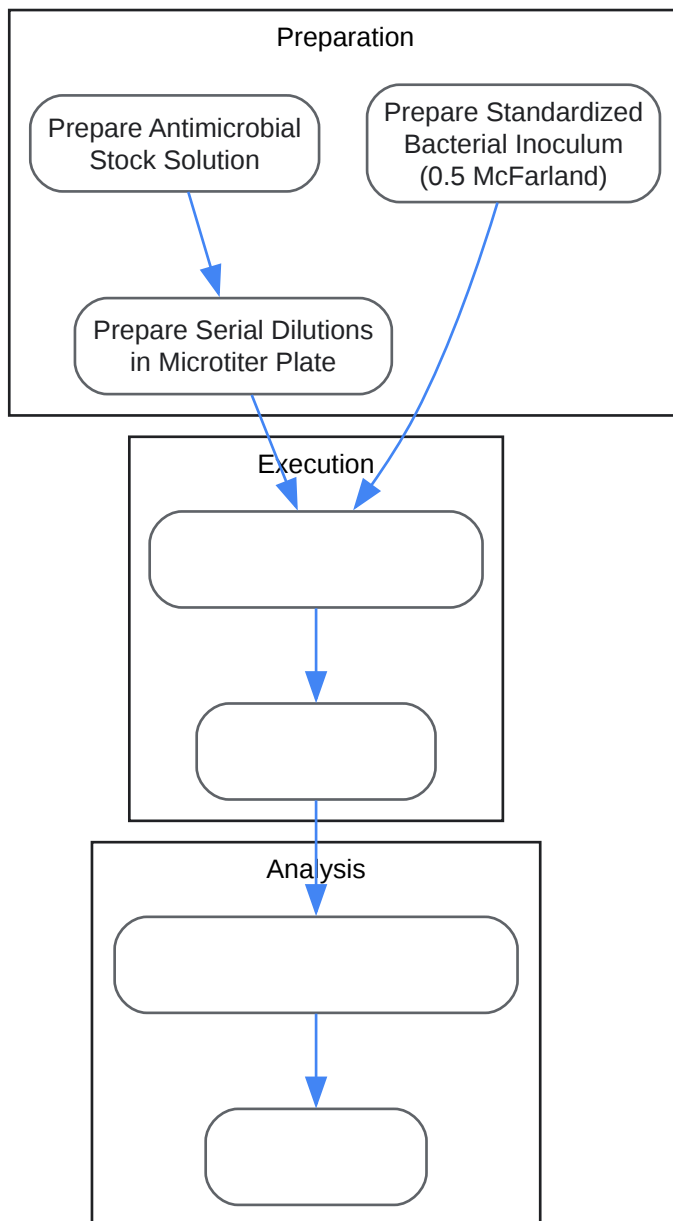 Preparation
Prepare Antimicrobial
Stock Solution
Prepare Standardized
Bacterial Inoculum
(0.5 McFarland)
Prepare Serial Dilutions
in Microtiter Plate
Execution
Analysis